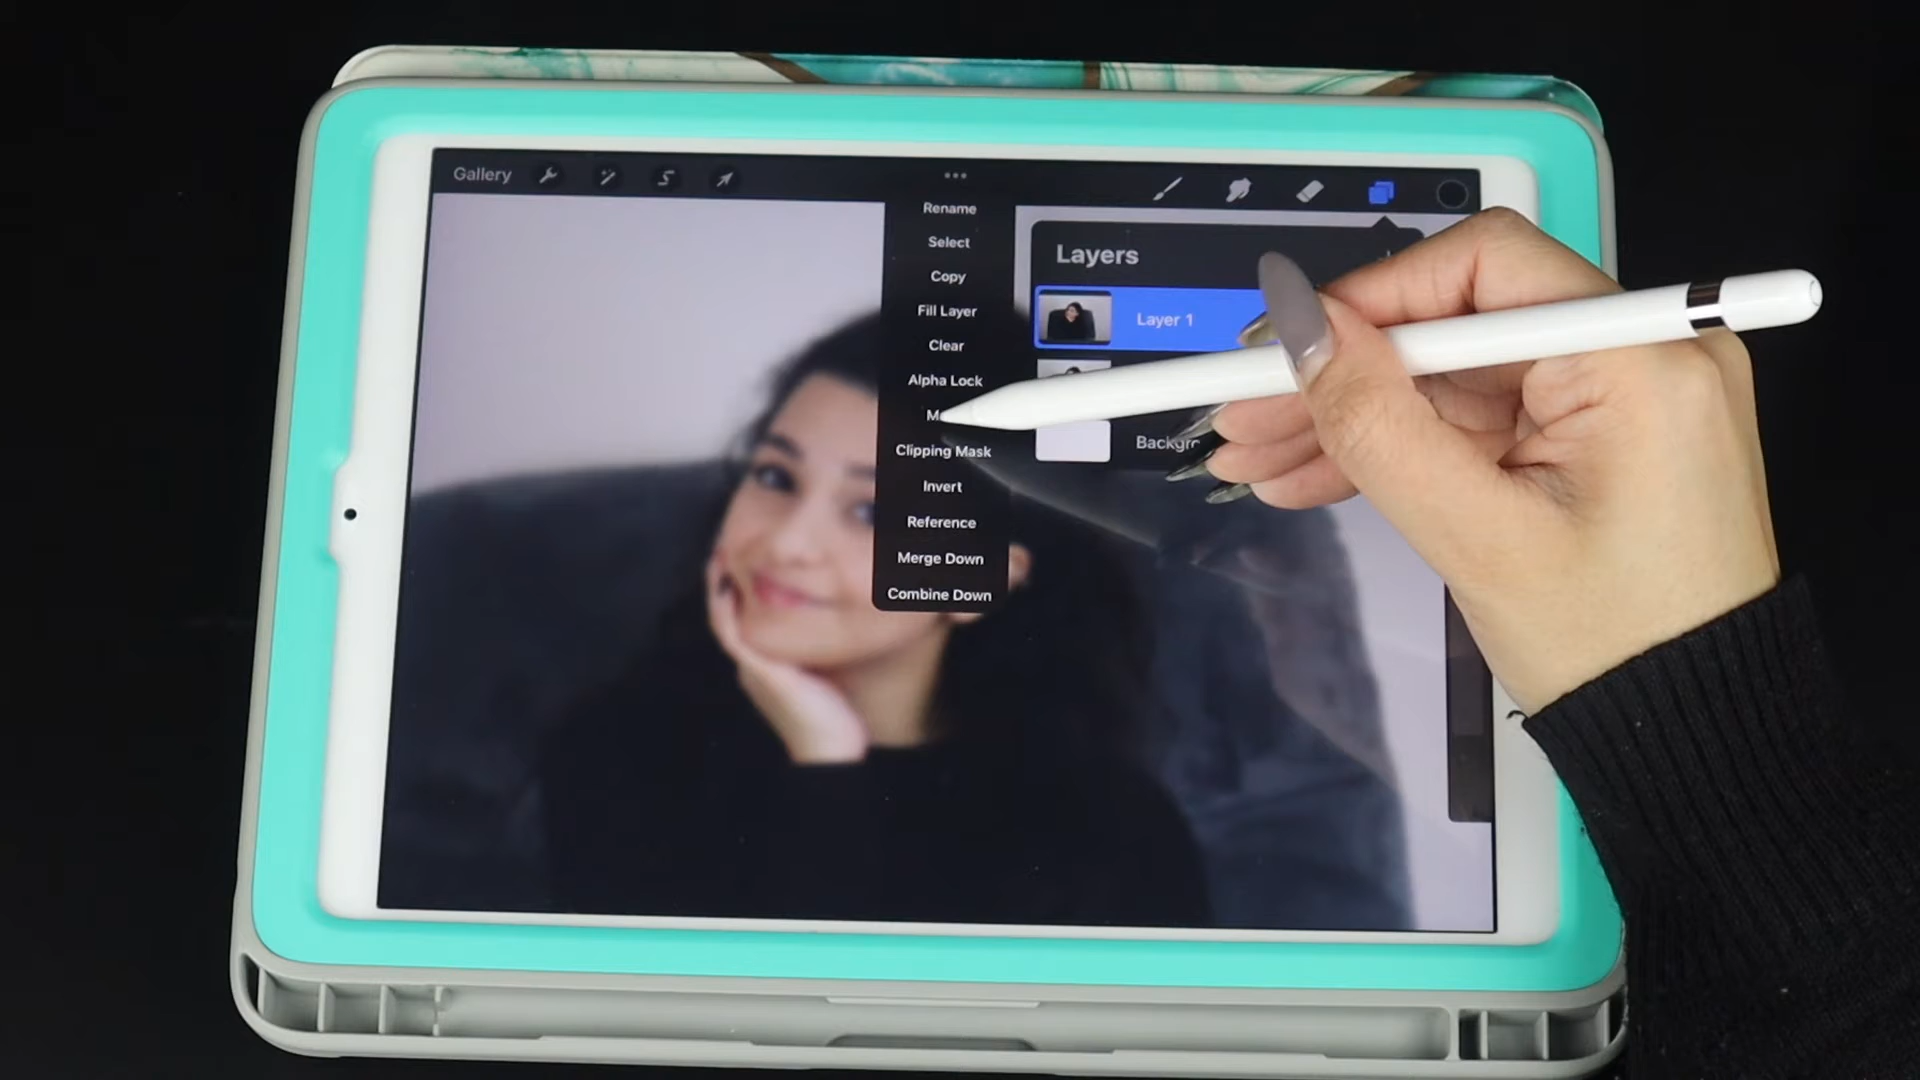 Gallery
Rename
Select
Copy
Fill Layer
Clear
Alpha Lock
Clipping Mask
Invert
Reference
Merge Down
Combine Down
Layers
Layer 1